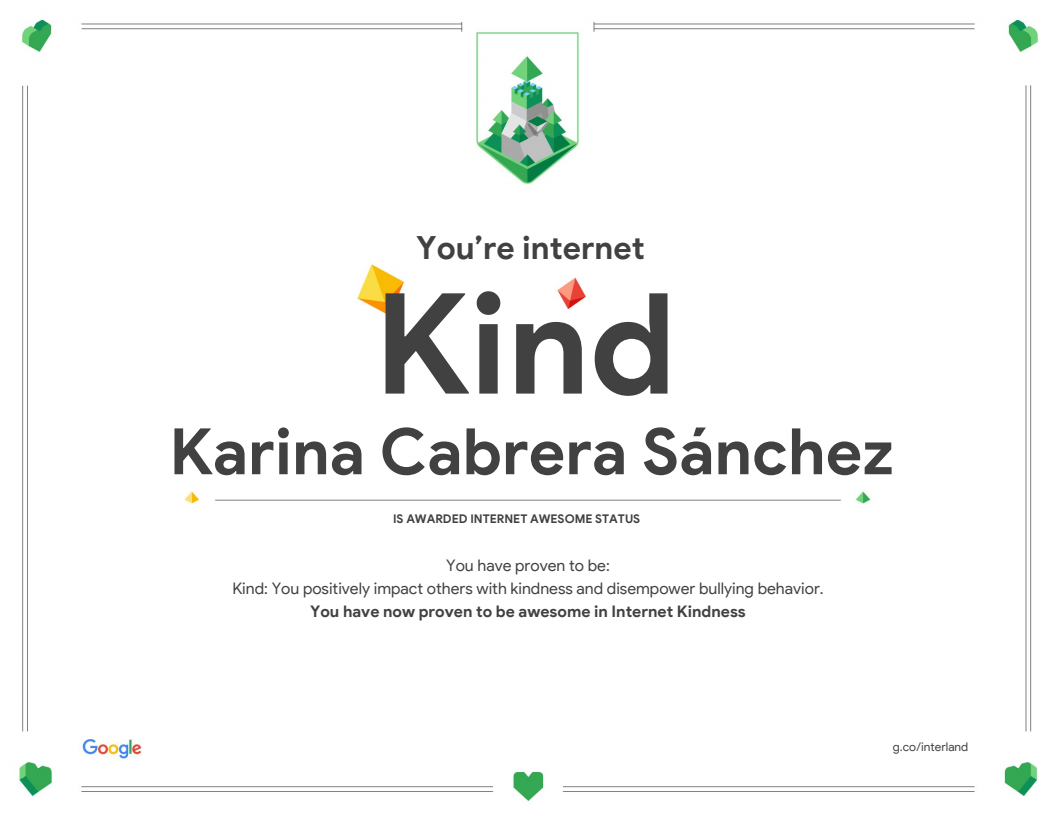 You’re internet
Kind
Karina Cabrera Sánchez
IS AWARDED INTERNET AWESOME STATUS
You have proven to be:
Kind: You positively impact others with kindness and disempower bullying behavior.
You have now proven to be awesome in Internet Kindness
Google
g.co/interland